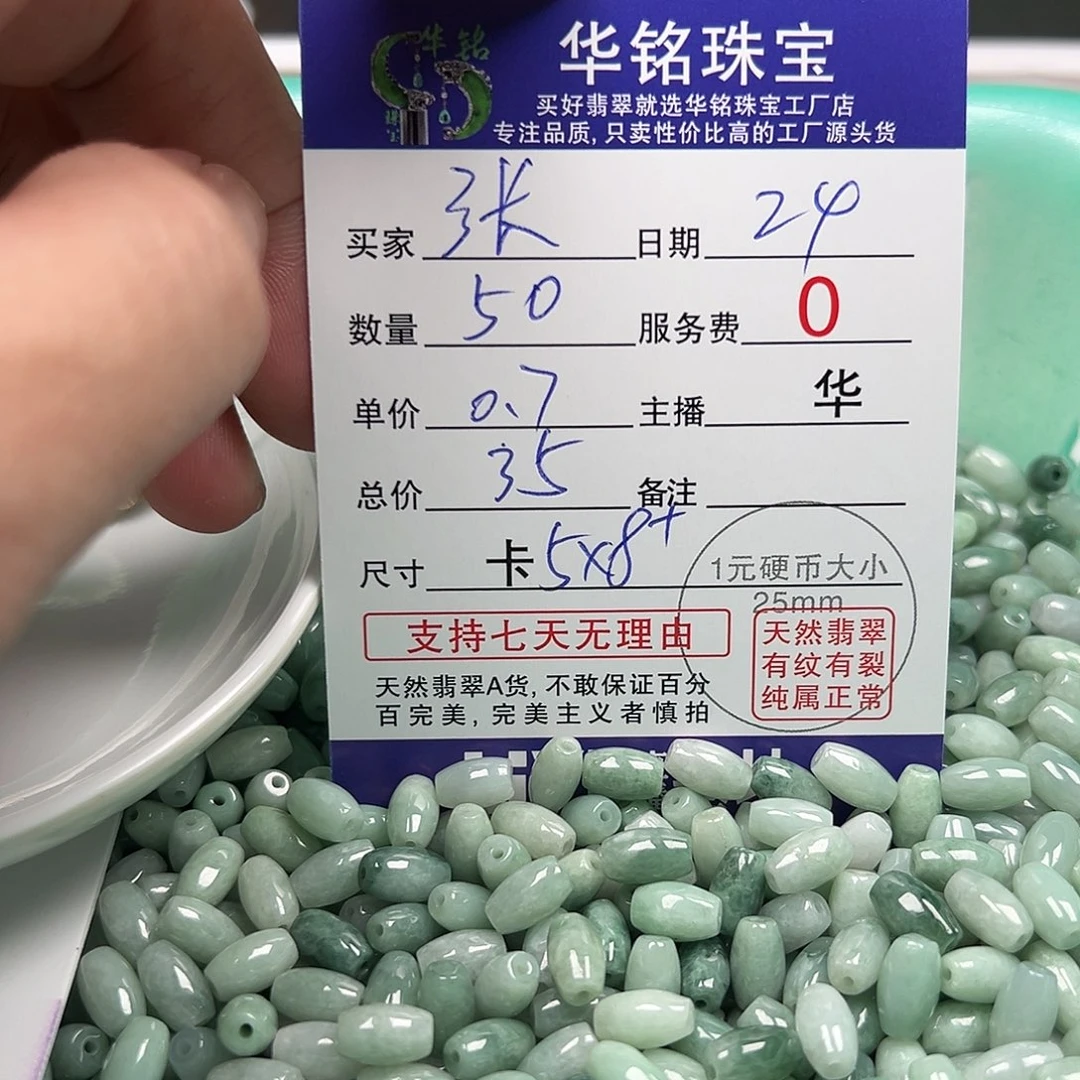 华铭
珠宝
华铭珠宝
买好翡翠就选华铭珠宝工厂店
专注品质,只卖性价比高的工厂源头货
买家 张 日期 24
数量 50 服务费 0
单价 0.7 主播 华
总价 35 备注
尺寸 卡 5x8+
1元硬币大小
25mm
支持七天无理由
天然翡翠
有纹有裂
纯属正常
天然翡翠A货,不敢保证百分
百完美,完美主义者慎拍